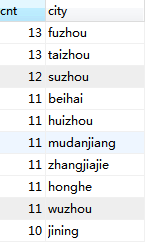 cnt city
13 fuzhou
13 taizhou
12 suzhou
11 beihai
11 huizhou
11 mudanjiang
11 zhangjiajie
11 honghe
11 wuzhou
10 jining